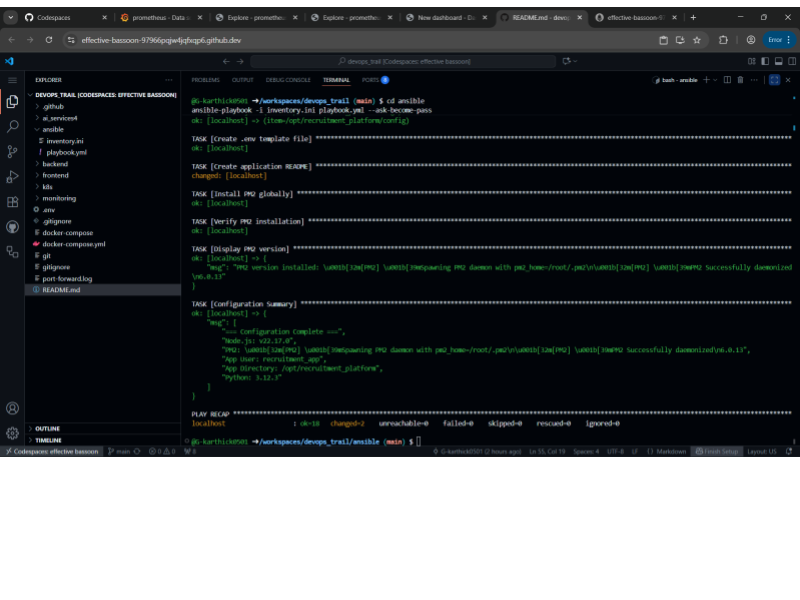 Codespaces
prometheus - Data s
Explore - promethe
Explore - promethe
New dashboard - Da
README.md - devop
effective-bassoon-97
effective-bassoon-97966pqjw4jqfxqp6.github.dev
Error
devops_trail [Codespaces: effective bassoon]
EXPLORER
PROBLEMS OUTPUT DEBUG CONSOLE TERMINAL PORTS
bash - ansible
DEVOPS_TRAIL [CODESPACES: EFFECTIVE BASSOON]
.github
ai_services4
ansible
inventory.ini
playbook.yml
backend
frontend
k8s
monitoring
.env
.gitignore
docker-compose
docker-compose.yml
git
gitignore
port-forward.log
README.md
OUTLINE
TIMELINE
@G-karthick0501 ➜/workspaces/devops_trail (main) $ cd ansible
ansible-playbook -i inventory.ini playbook.yml --ask-become-pass
ok: [localhost] => (item=/opt/recruitment_platform/config)
TASK [Create .env template file] ***
ok: [localhost]
TASK [Create application README] ***
changed: [localhost]
TASK [Install PM2 globally] ***
ok: [localhost]
TASK [Verify PM2 installation] ***
ok: [localhost]
TASK [Display PM2 version] ***
ok: [localhost] => {
"msg": "PM2 version installed: \u001b[32m[PM2] \u001b[39mSpawning PM2 daemon with pm2_home=/root/.pm2\n\u001b[32m[PM2] \u001b[39mPM2 Successfully daemonized
\n6.0.13"
}
TASK [Configuration Summary] ***
ok: [localhost] => {
"msg": [
"=== Configuration Complete ===",
"Node.js: v22.17.0",
"PM2: \u001b[32m[PM2] \u001b[39mSpawning PM2 daemon with pm2_home=/root/.pm2\n\u001b[32m[PM2] \u001b[39mPM2 Successfully daemonized\n6.0.13",
"App User: recruitment_app",
"App Directory: /opt/recruitment_platform",
"Python: 3.12.3"
]
}
PLAY RECAP ***
localhost : ok=18 changed=2 unreachable=0 failed=0 skipped=0 rescued=0 ignored=0
@G-karthick0501 ➜/workspaces/devops_trail/ansible (main) $
Codespaces: effective bassoon main 0 0 8 G-karthick0501 (2 hours ago) Ln 55, Col 19 Spaces: 4 UTF-8 LF {} Markdown Finish Setup Layout: US